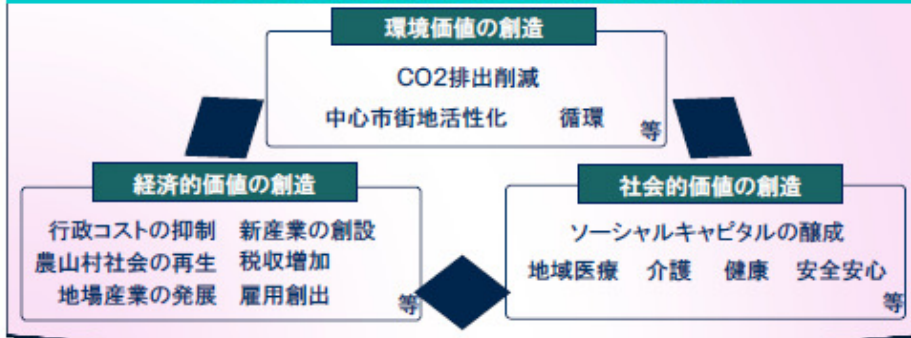 環境価値の創造
CO2排出削減
中心市街地活性化 循環 等
経済的価値の創造
行政コストの抑制 新産業の創設
農山村社会の再生 税収増加
地場産業の発展 雇用創出 等
社会的価値の創造
ソーシャルキャピタルの醸成
地域医療 介護 健康 安全安心
等